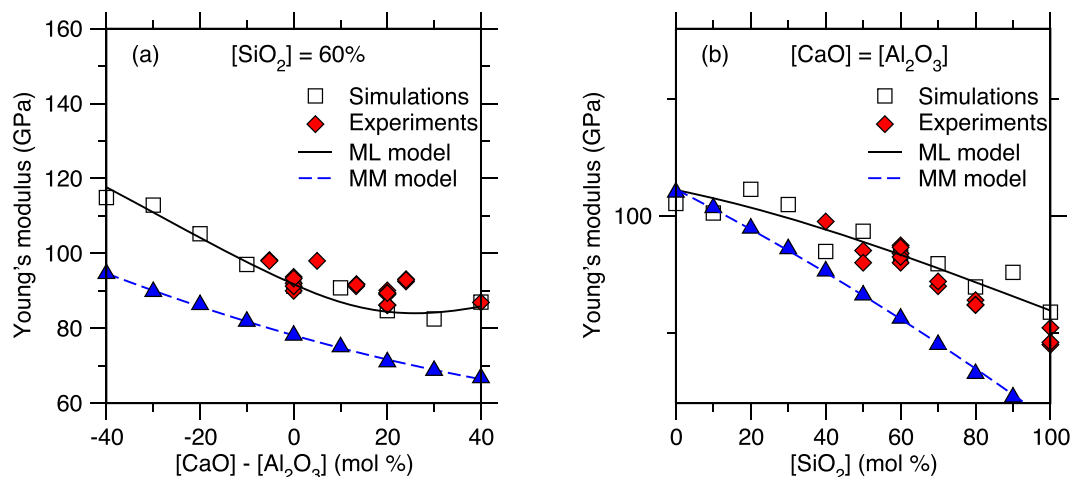 (a) [SiO2] = 60%
Simulations
Experiments
ML model
MM model
Young's modulus (GPa)
160
140
120
100
80
60
-40 -20 0 20 40
[CaO] - [Al2O3] (mol %)
(b) [CaO] = [Al2O3]
Simulations
Experiments
ML model
MM model
Young's modulus (GPa)
100
0 20 40 60 80 100
[SiO2] (mol %)